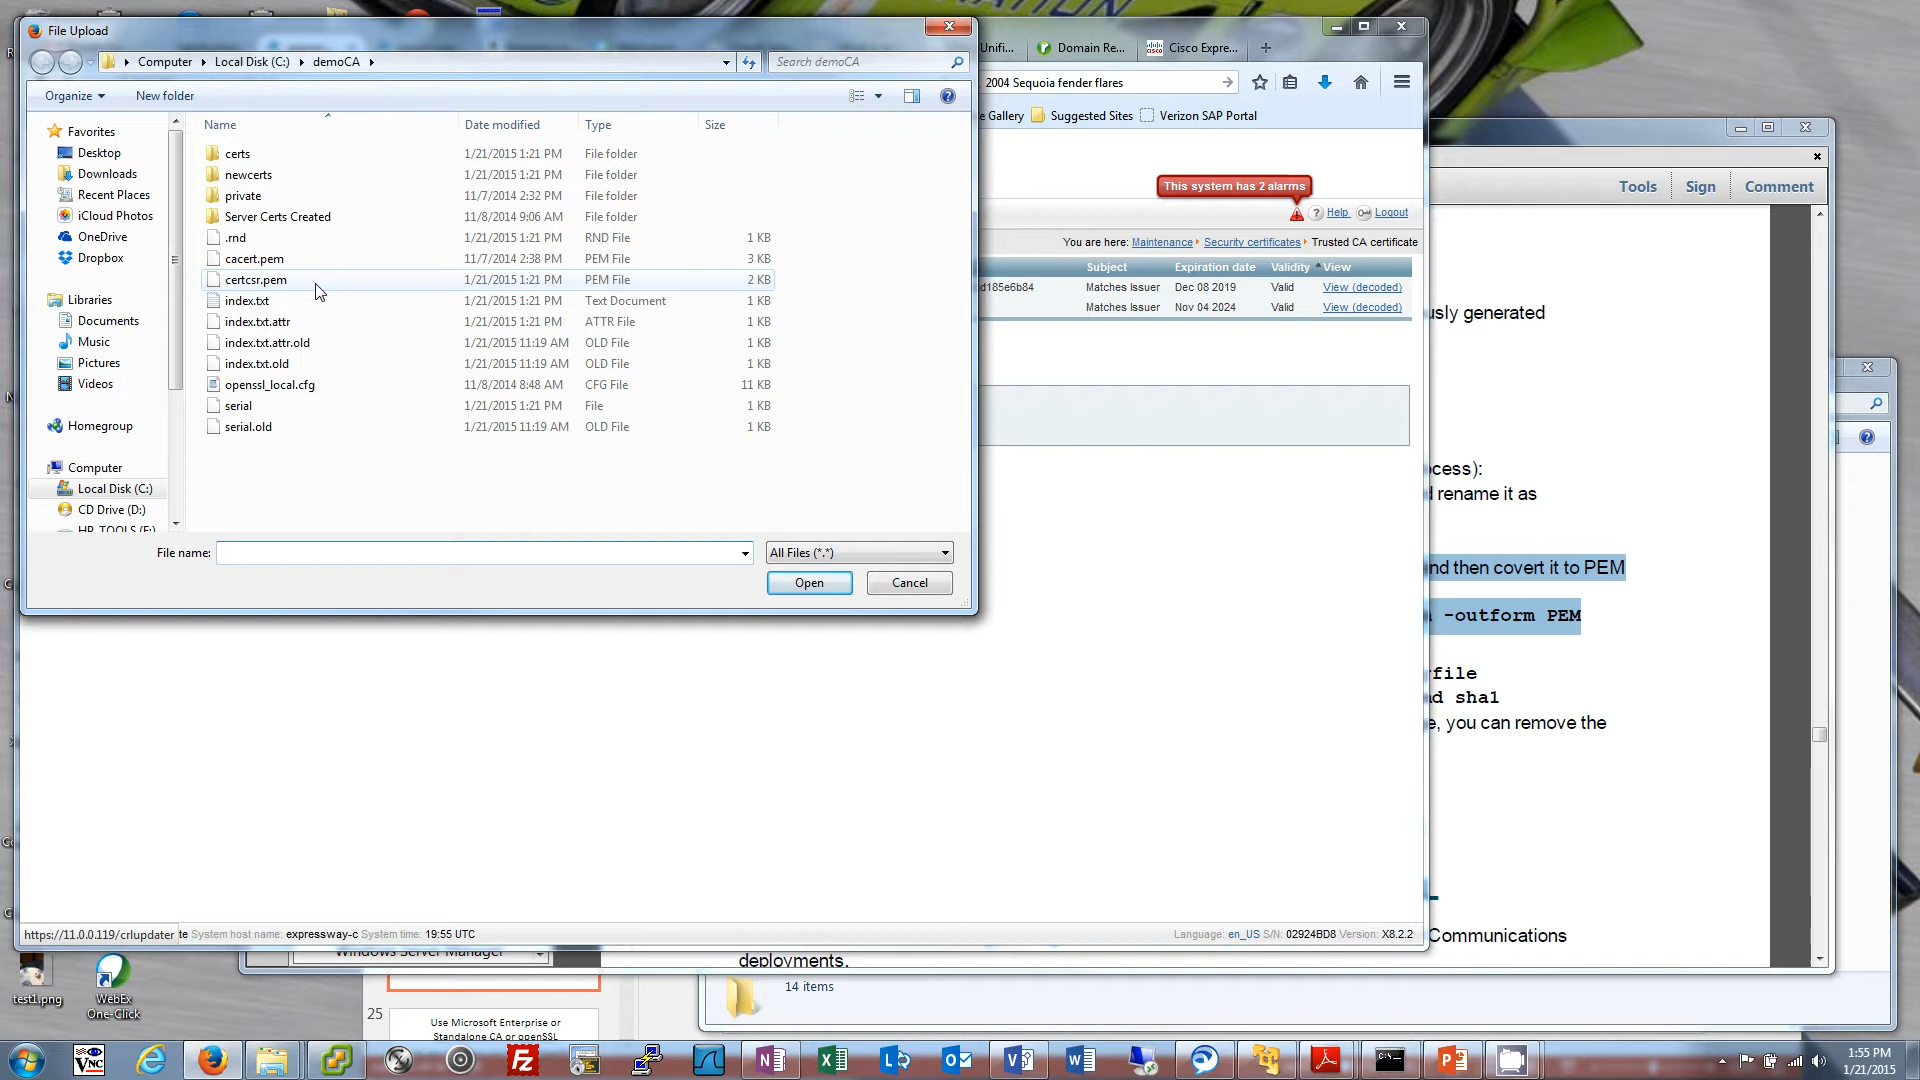 File Upload
Computer
Local Disk (C:)
demoCA
Search demoCA
Organize
New folder
Name
Date modified
Type
Size
certs
1/21/2015 1:21 PM
File folder
newcerts
1/21/2015 1:21 PM
File folder
private
11/7/2014 2:32 PM
File folder
Server Certs Created
11/8/2014 9:06 AM
File folder
.rnd
1/21/2015 1:21 PM
RND File
1 KB
cacert.pem
11/7/2014 2:38 PM
PEM File
3 KB
certcsr.pem
1/21/2015 1:21 PM
PEM File
2 KB
index.txt
1/21/2015 1:21 PM
Text Document
1 KB
index.txt.attr
1/21/2015 1:21 PM
ATTR File
1 KB
index.txt.attr.old
1/21/2015 11:19 AM
OLD File
1 KB
index.txt.old
1/21/2015 11:19 AM
OLD File
1 KB
openssl_local.cfg
11/8/2014 8:48 AM
CFG File
11 KB
serial
1/21/2015 1:21 PM
File
1 KB
serial.old
1/21/2015 11:19 AM
OLD File
1 KB
Favorites
Desktop
Downloads
Recent Places
iCloud Photos
OneDrive
Dropbox
Libraries
Documents
Music
Pictures
Videos
Homegroup
Computer
Local Disk (C:)
CD Drive (D:)
HP_TOOLS (E:)
File name:
All Files (*.*)
Open
Cancel
Unifi...
Domain Re...
Cisco Expre...
2004 Sequoia fender flares
e Gallery
Suggested Sites
Verizon SAP Portal
This system has 2 alarms
Help
Logout
You are here: Maintenance Security certificates Trusted CA certificate
Subject
Expiration date
Validity
View
d185e6b84
Matches Issuer
Dec 08 2019
Valid
View (decoded)
Matches Issuer
Nov 04 2024
Valid
View (decoded)
https://11.0.0.119/crlupdater
te System host name: expressway-c System time: 19:55 UTC
Language: en_US S/N: 02924BD8 Version: X8.2.2
Tools
Sign
Comment
usly generated
ocess):
d rename it as
nd then covert it to PEM
-outform PEM
yfile
d sha1
e, you can remove the
Communications
deployments.
Windows Server Manager
14 items
25
Use Microsoft Enterprise or
Standalone CA or openSSL
test1.png
WebEx
One-Click
1:55 PM
1/21/2015